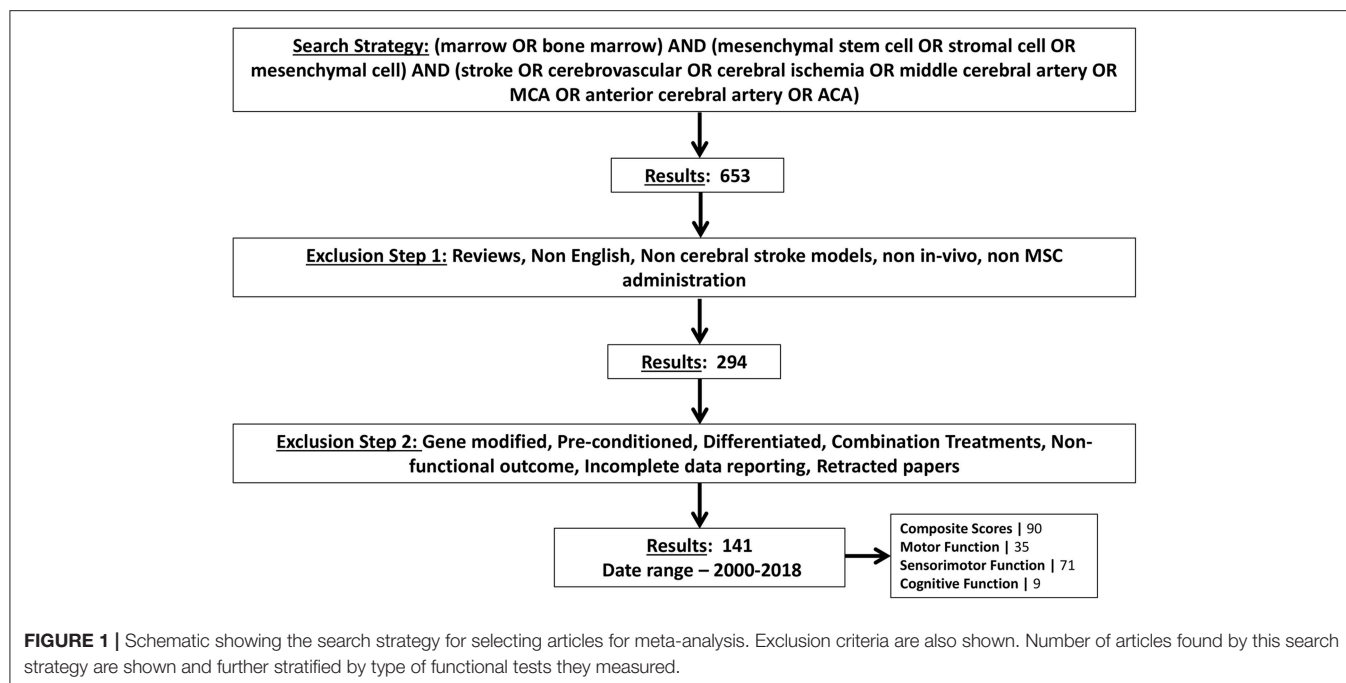 Search Strategy: (marrow OR bone marrow) AND (mesenchymal stem cell OR stromal cell OR
mesenchymal cell) AND (stroke OR cerebrovascular OR cerebral ischemia OR middle cerebral artery OR
MCA OR anterior cerebral artery OR ACA)
Results: 653
Exclusion Step 1: Reviews, Non English, Non cerebral stroke models, non in-vivo, non MSC
administration
Results: 294
Exclusion Step 2: Gene modified, Pre-conditioned, Differentiated, Combination Treatments, Non-
functional outcome, Incomplete data reporting, Retracted papers
Results: 141
Date range – 2000-2018
Composite Scores | 90
Motor Function | 35
Sensorimotor Function | 71
Cognitive Function | 9
FIGURE 1 | Schematic showing the search strategy for selecting articles for meta-analysis. Exclusion criteria are also shown. Number of articles found by this search
strategy are shown and further stratified by type of functional tests they measured.